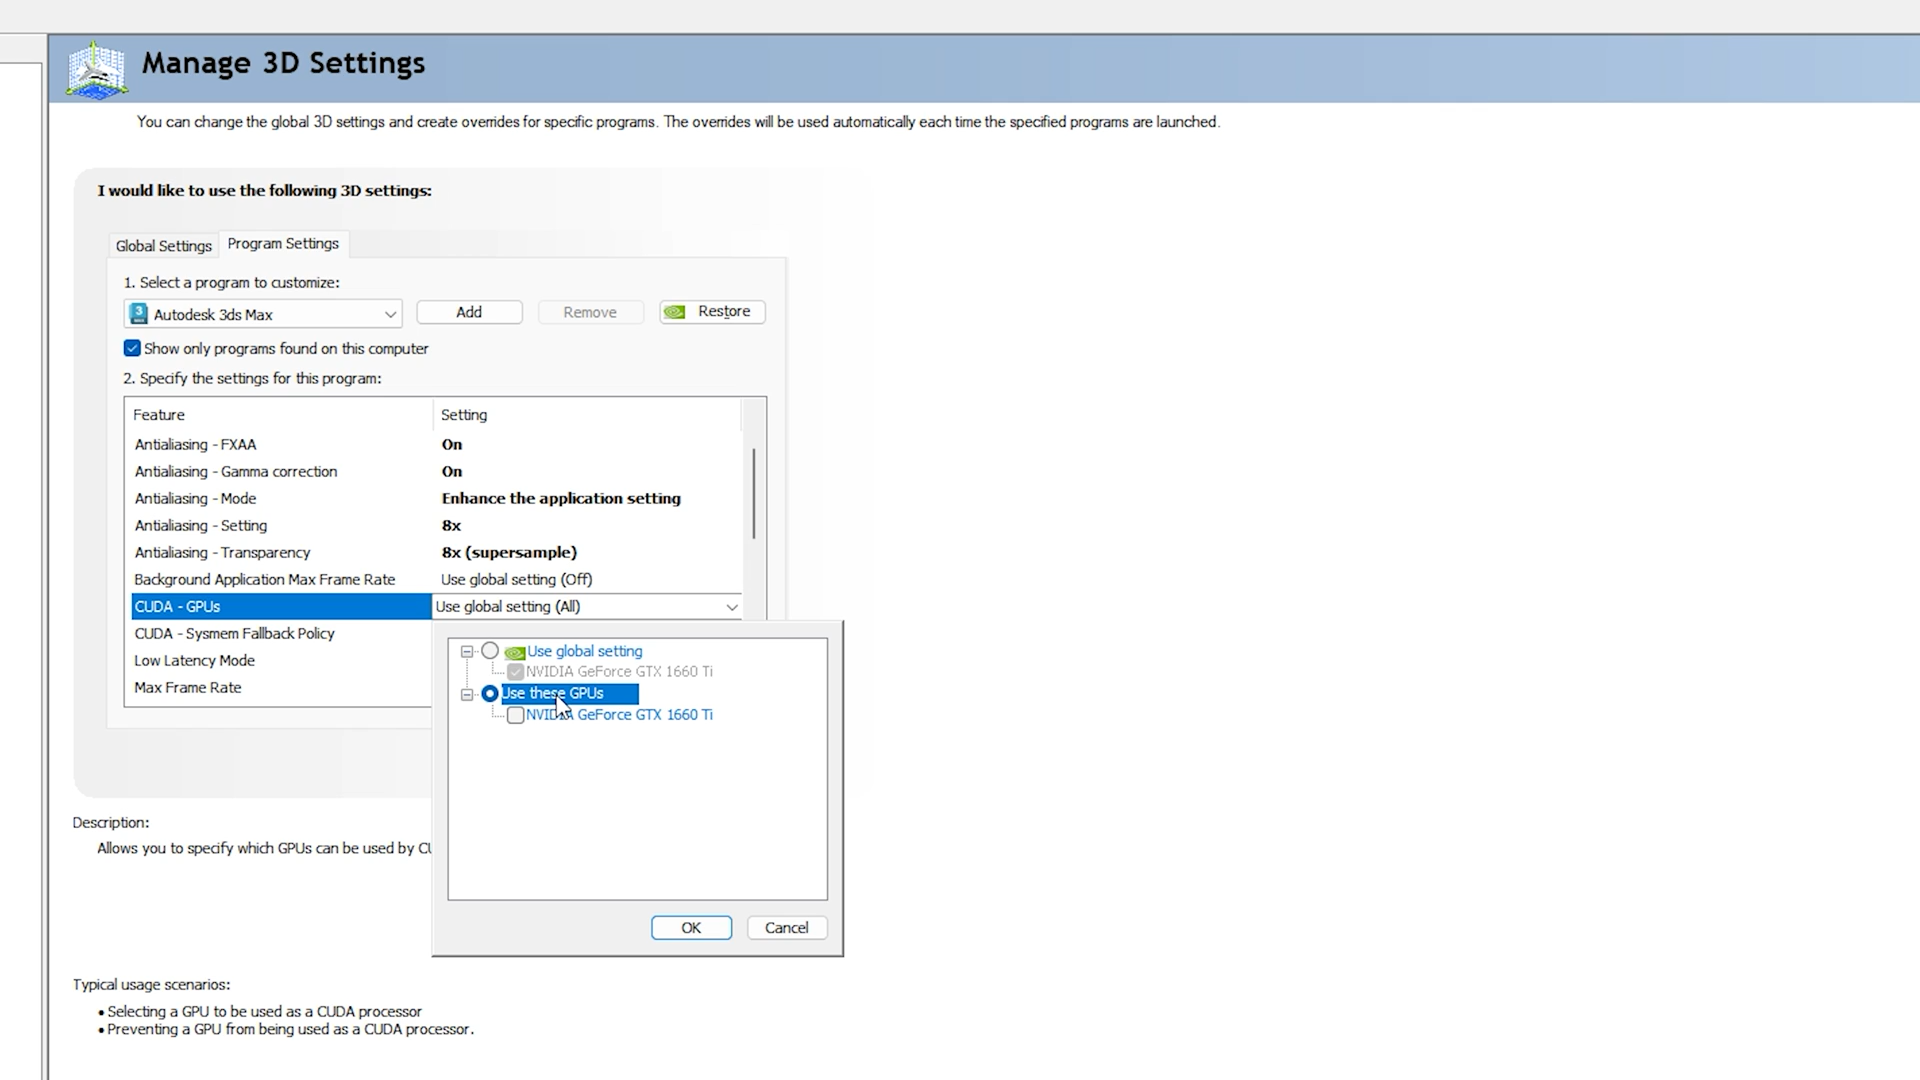 Manage 3D Settings
You can change the global 3D settings and create overrides for specific programs. The overrides will be used automatically each time the specified programs are launched.
I would like to use the following 3D settings:
Global Settings
Program Settings
1. Select a program to customize:
Autodesk 3ds Max
Add
Remove
Restore
Show only programs found on this computer
2. Specify the settings for this program:
Feature Setting
Antialiasing - FXAA On
Antialiasing - Gamma correction On
Antialiasing - Mode Enhance the application setting
Antialiasing - Setting 8x
Antialiasing - Transparency 8x (supersample)
Background Application Max Frame Rate Use global setting (Off)
CUDA - GPUs Use global setting (All)
CUDA - Sysmem Fallback Policy
Low Latency Mode
Max Frame Rate
Use global setting
NVIDIA GeForce GTX 1660 Ti
Use these GPUs
NVIDIA GeForce GTX 1660 Ti
OK
Cancel
Description:
Allows you to specify which GPUs can be used by
Typical usage scenarios:
• Selecting a GPU to be used as a CUDA processor
• Preventing a GPU from being used as a CUDA processor.